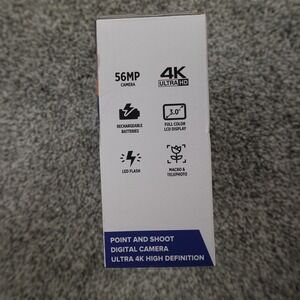 56MP
CAMERA
4K
ULTRA HD
RECHARGEABLE
BATTERIES
3.0"
FULL COLOR
LCD DISPLAY
LED FLASH
MACRO &
TELEPHOTO
POINT AND SHOOT
DIGITAL CAMERA
ULTRA 4K HIGH DEFINITION